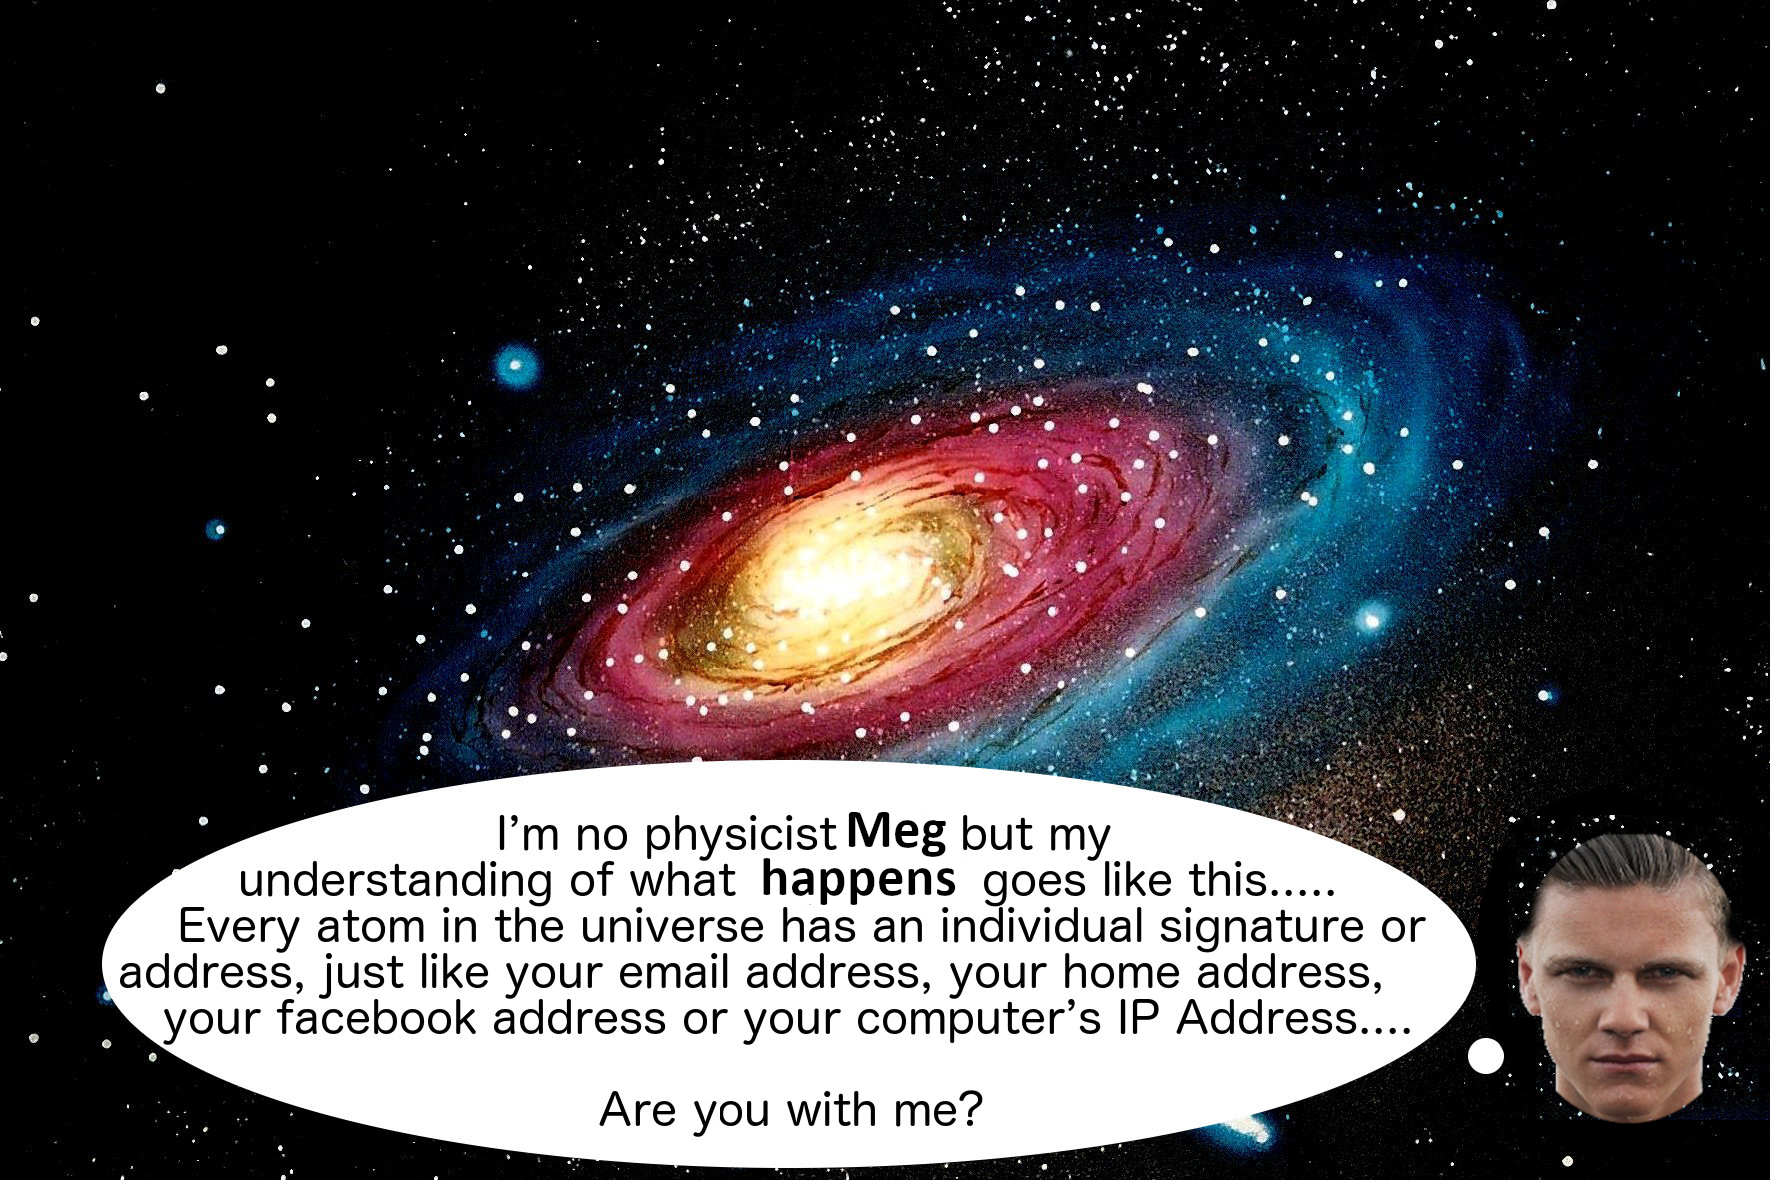 I'm no physicist Meg but my
understanding of what happens goes like this.....
Every atom in the universe has an individual signature or
address, just like your email address, your home address,
your facebook address or your computer's IP Address....
Are you with me?